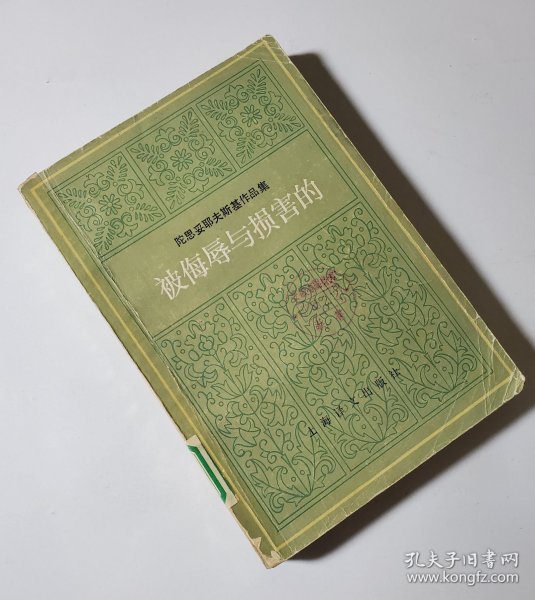 陀思妥耶夫斯基作品集
被侮辱与损害的
上海译文出版社
孔夫子旧书网
www.kongfz.com